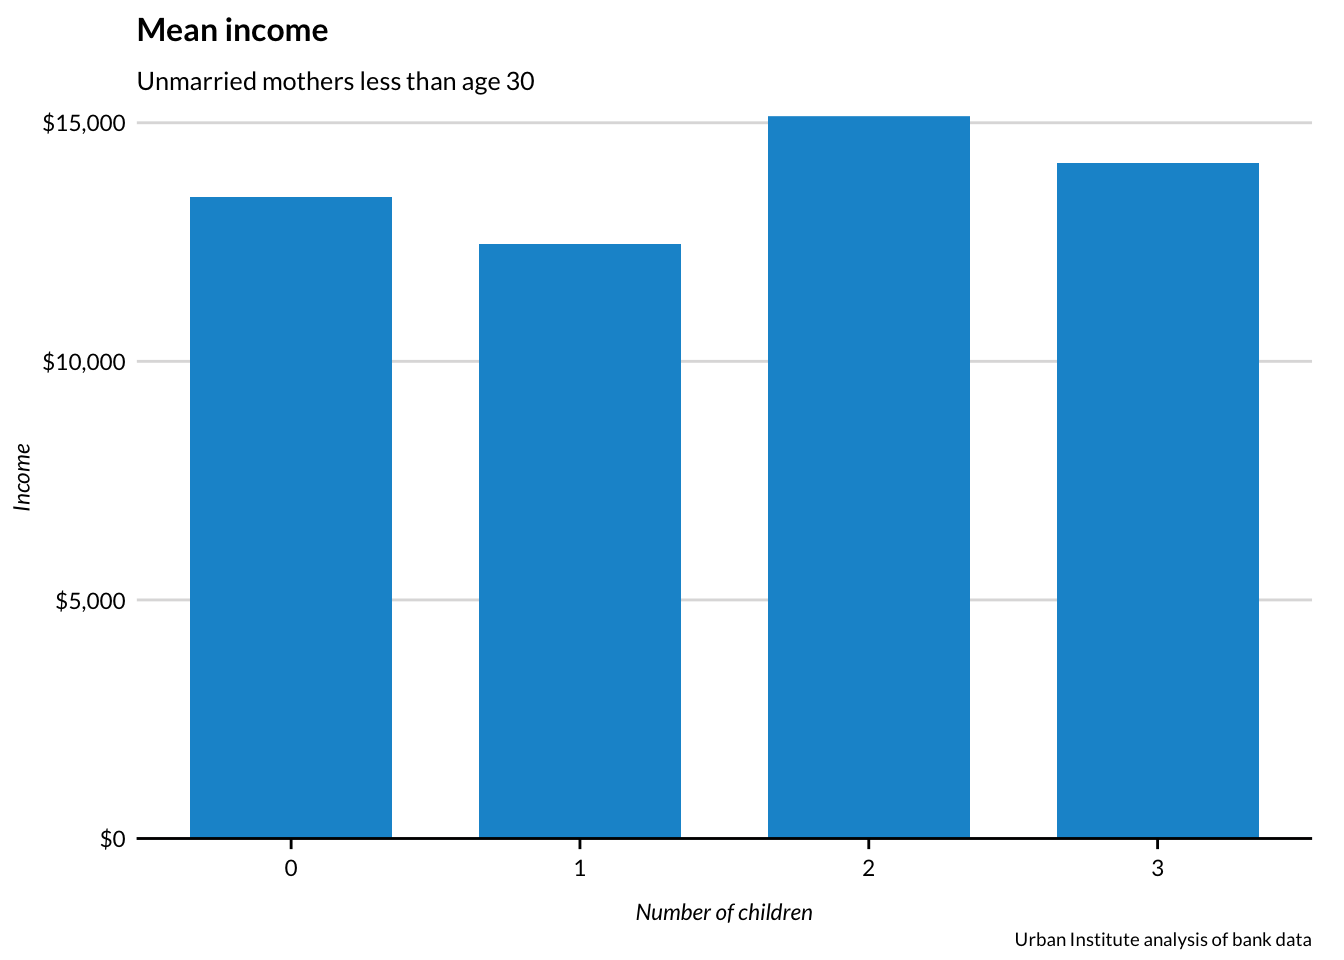 Mean income
Unmarried mothers less than age 30
$15,000
$10,000
$5,000
$0
Income
0 1 2 3
Number of children
Urban Institute analysis of bank data